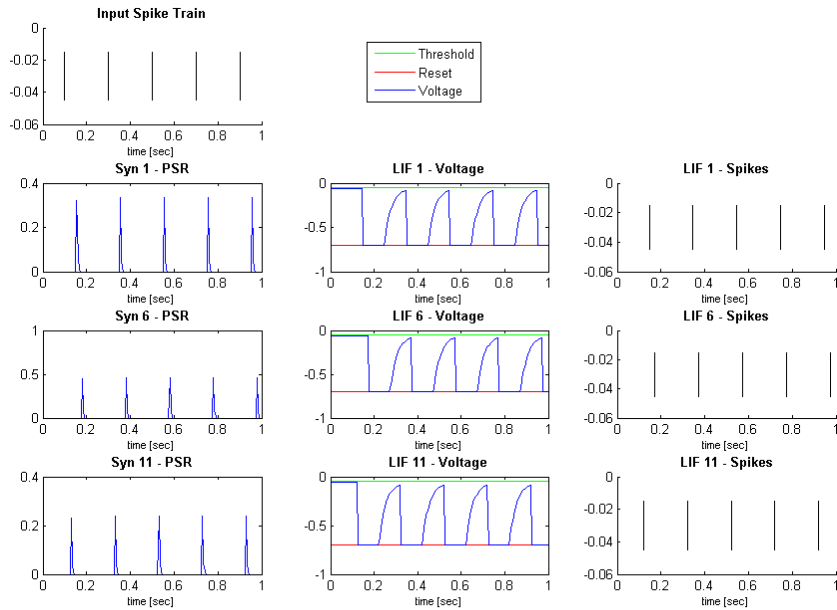 Input Spike Train
0
-0.02
-0.04
-0.06
0 0.2 0.4 0.6 0.8 1
time [sec]
Threshold
Reset
Voltage
Syn 1 - PSR
0.4
0.2
0
0 0.2 0.4 0.6 0.8 1
time [sec]
LIF 1 - Voltage
0
-0.5
-1
0 0.2 0.4 0.6 0.8 1
time [sec]
LIF 1 - Spikes
0
-0.02
-0.04
-0.06
0 0.2 0.4 0.6 0.8 1
time [sec]
Syn 6 - PSR
1
0.5
0
0 0.2 0.4 0.6 0.8 1
time [sec]
LIF 6 - Voltage
0
-0.5
-1
0 0.2 0.4 0.6 0.8 1
time [sec]
LIF 6 - Spikes
0
-0.02
-0.04
-0.06
0 0.2 0.4 0.6 0.8 1
time [sec]
Syn 11 - PSR
0.4
0.2
0
0 0.2 0.4 0.6 0.8 1
time [sec]
LIF 11 - Voltage
0
-0.5
-1
0 0.2 0.4 0.6 0.8 1
time [sec]
LIF 11 - Spikes
0
-0.02
-0.04
-0.06
0 0.2 0.4 0.6 0.8 1
time [sec]